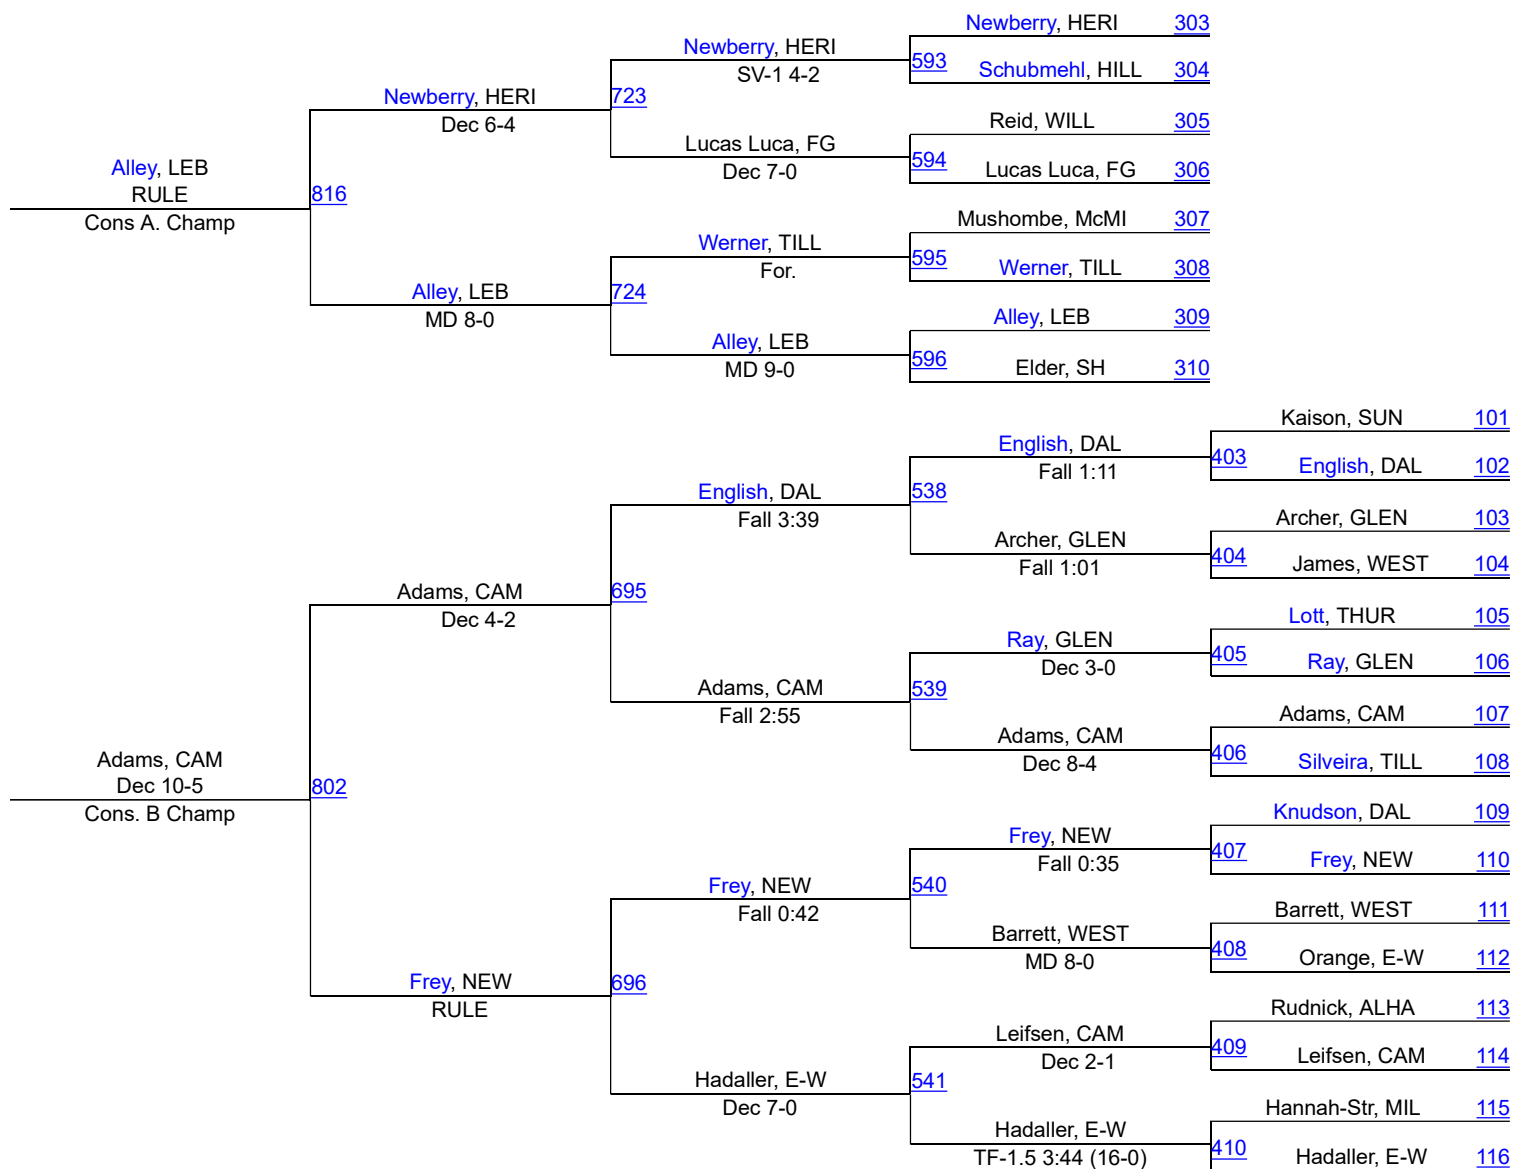 Newberry, HERI 303
Newberry, HERI
SV-1 4-2
593
Schubmehl, HILL 304
Newberry, HERI
Dec 6-4
723
Reid, WILL 305
Lucas Luca, FG
Dec 7-0
594
Lucas Luca, FG 306
Alley, LEB
RULE
Cons A. Champ
816
Mushombe, McMI 307
Werner, TILL
For.
595
Werner, TILL 308
Alley, LEB
MD 8-0
724
Alley, LEB 309
Alley, LEB
MD 9-0
596
Elder, SH 310
Kaison, SUN 101
English, DAL
Fall 1:11
403
English, DAL 102
English, DAL
Fall 3:39
538
Archer, GLEN 103
Archer, GLEN
Fall 1:01
404
James, WEST 104
Adams, CAM
Dec 4-2
695
Lott, THUR 105
Ray, GLEN
Dec 3-0
405
Ray, GLEN 106
Adams, CAM
Fall 2:55
539
Adams, CAM 107
Adams, CAM
Dec 8-4
406
Silveira, TILL 108
Adams, CAM
Dec 10-5
Cons. B Champ
802
Knudson, DAL 109
Frey, NEW
Fall 0:35
407
Frey, NEW 110
Frey, NEW
Fall 0:42
540
Barrett, WEST 111
Barrett, WEST
MD 8-0
408
Orange, E-W 112
Frey, NEW
RULE
696
Rudnick, ALHA 113
Leifsen, CAM
Dec 2-1
409
Leifsen, CAM 114
Hadaller, E-W
Dec 7-0
541
Hannah-Str, MIL 115
Hadaller, E-W
TF-1.5 3:44 (16-0)
410
Hadaller, E-W 116